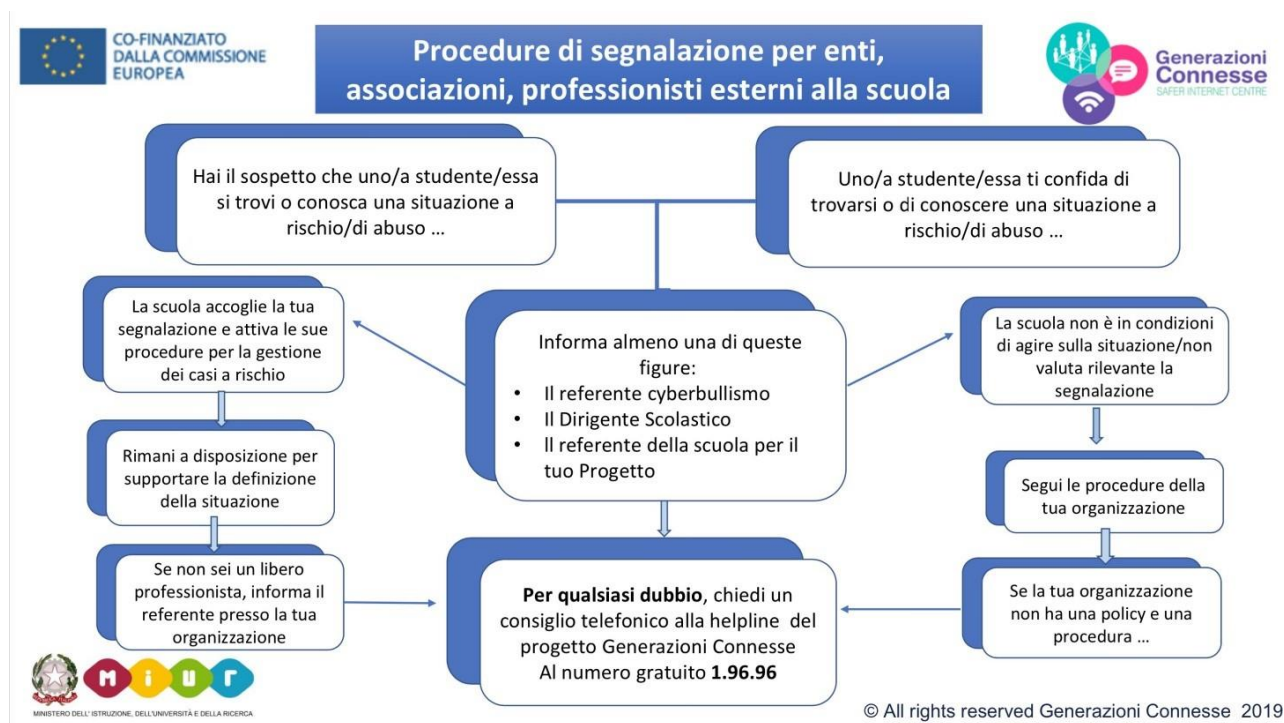 CO-FINANZIATO
DALLA COMMISSIONE
EUROPEA
Procedure di segnalazione per enti,
associazioni, professionisti esterni alla scuola
Generazioni
Connesse
SAFER INTERNET CENTRE
Hai il sospetto che uno/a studente/essa
si trovi o conosca una situazione a
rischio/di abuso ...
Uno/a studente/essa ti confida di
trovarsi o di conoscere una situazione a
rischio/di abuso ...
La scuola accoglie la tua
segnalazione e attiva le sue
procedure per la gestione
dei casi a rischio
Informa almeno una di queste
figure:
• Il referente cyberbullismo
• Il Dirigente Scolastico
• Il referente della scuola per il
tuo Progetto
La scuola non è in condizioni
di agire sulla situazione/non
valuta rilevante la
segnalazione
Rimani a disposizione per
supportare la definizione
della situazione
Segui le procedure della
tua organizzazione
Se non sei un libero
professionista, informa il
referente presso la tua
organizzazione
Per qualsiasi dubbio, chiedi un
consiglio telefonico alla helpline del
progetto Generazioni Connesse
Al numero gratuito 1.96.96
Se la tua organizzazione
non ha una policy e una
procedura ...
MIUR
MINISTERO DELL' ISTRUZIONE, DELL'UNIVERSITÀ E DELLA RICERCA
© All rights reserved Generazioni Connesse 2019